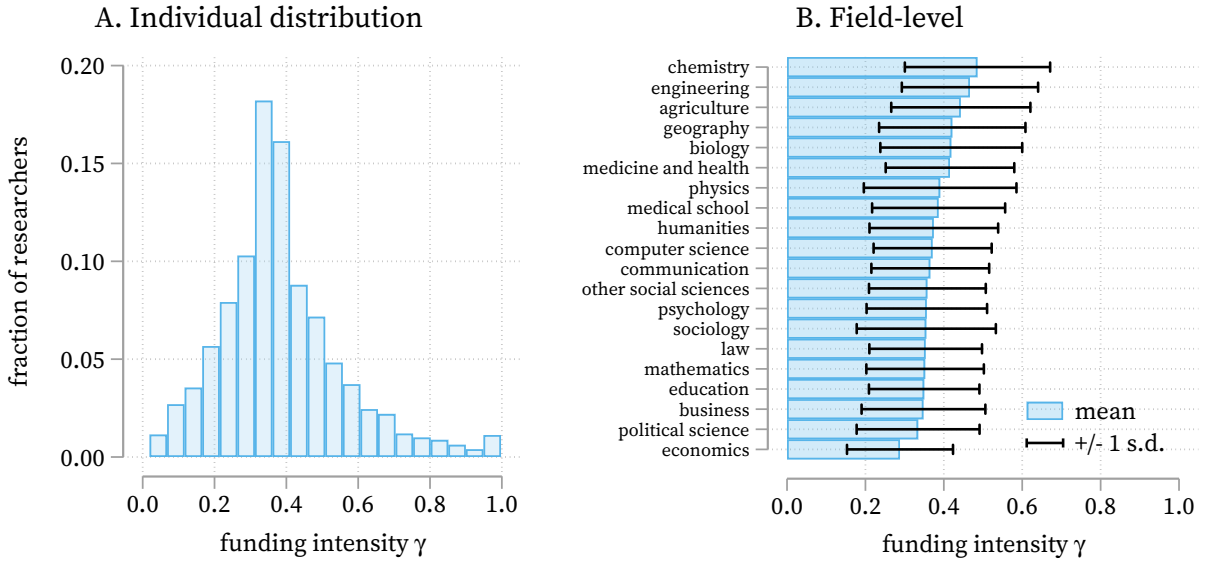 A. Individual distribution
fraction of researchers
0.20
0.15
0.10
0.05
0.00
0.0 0.2 0.4 0.6 0.8 1.0
funding intensity γ
B. Field-level
chemistry
engineering
agriculture
geography
biology
medicine and health
physics
medical school
humanities
computer science
communication
other social sciences
psychology
sociology
law
mathematics
education
business
political science
economics
mean
+/- 1 s.d.
0.0 0.2 0.4 0.6 0.8 1.0
funding intensity γ